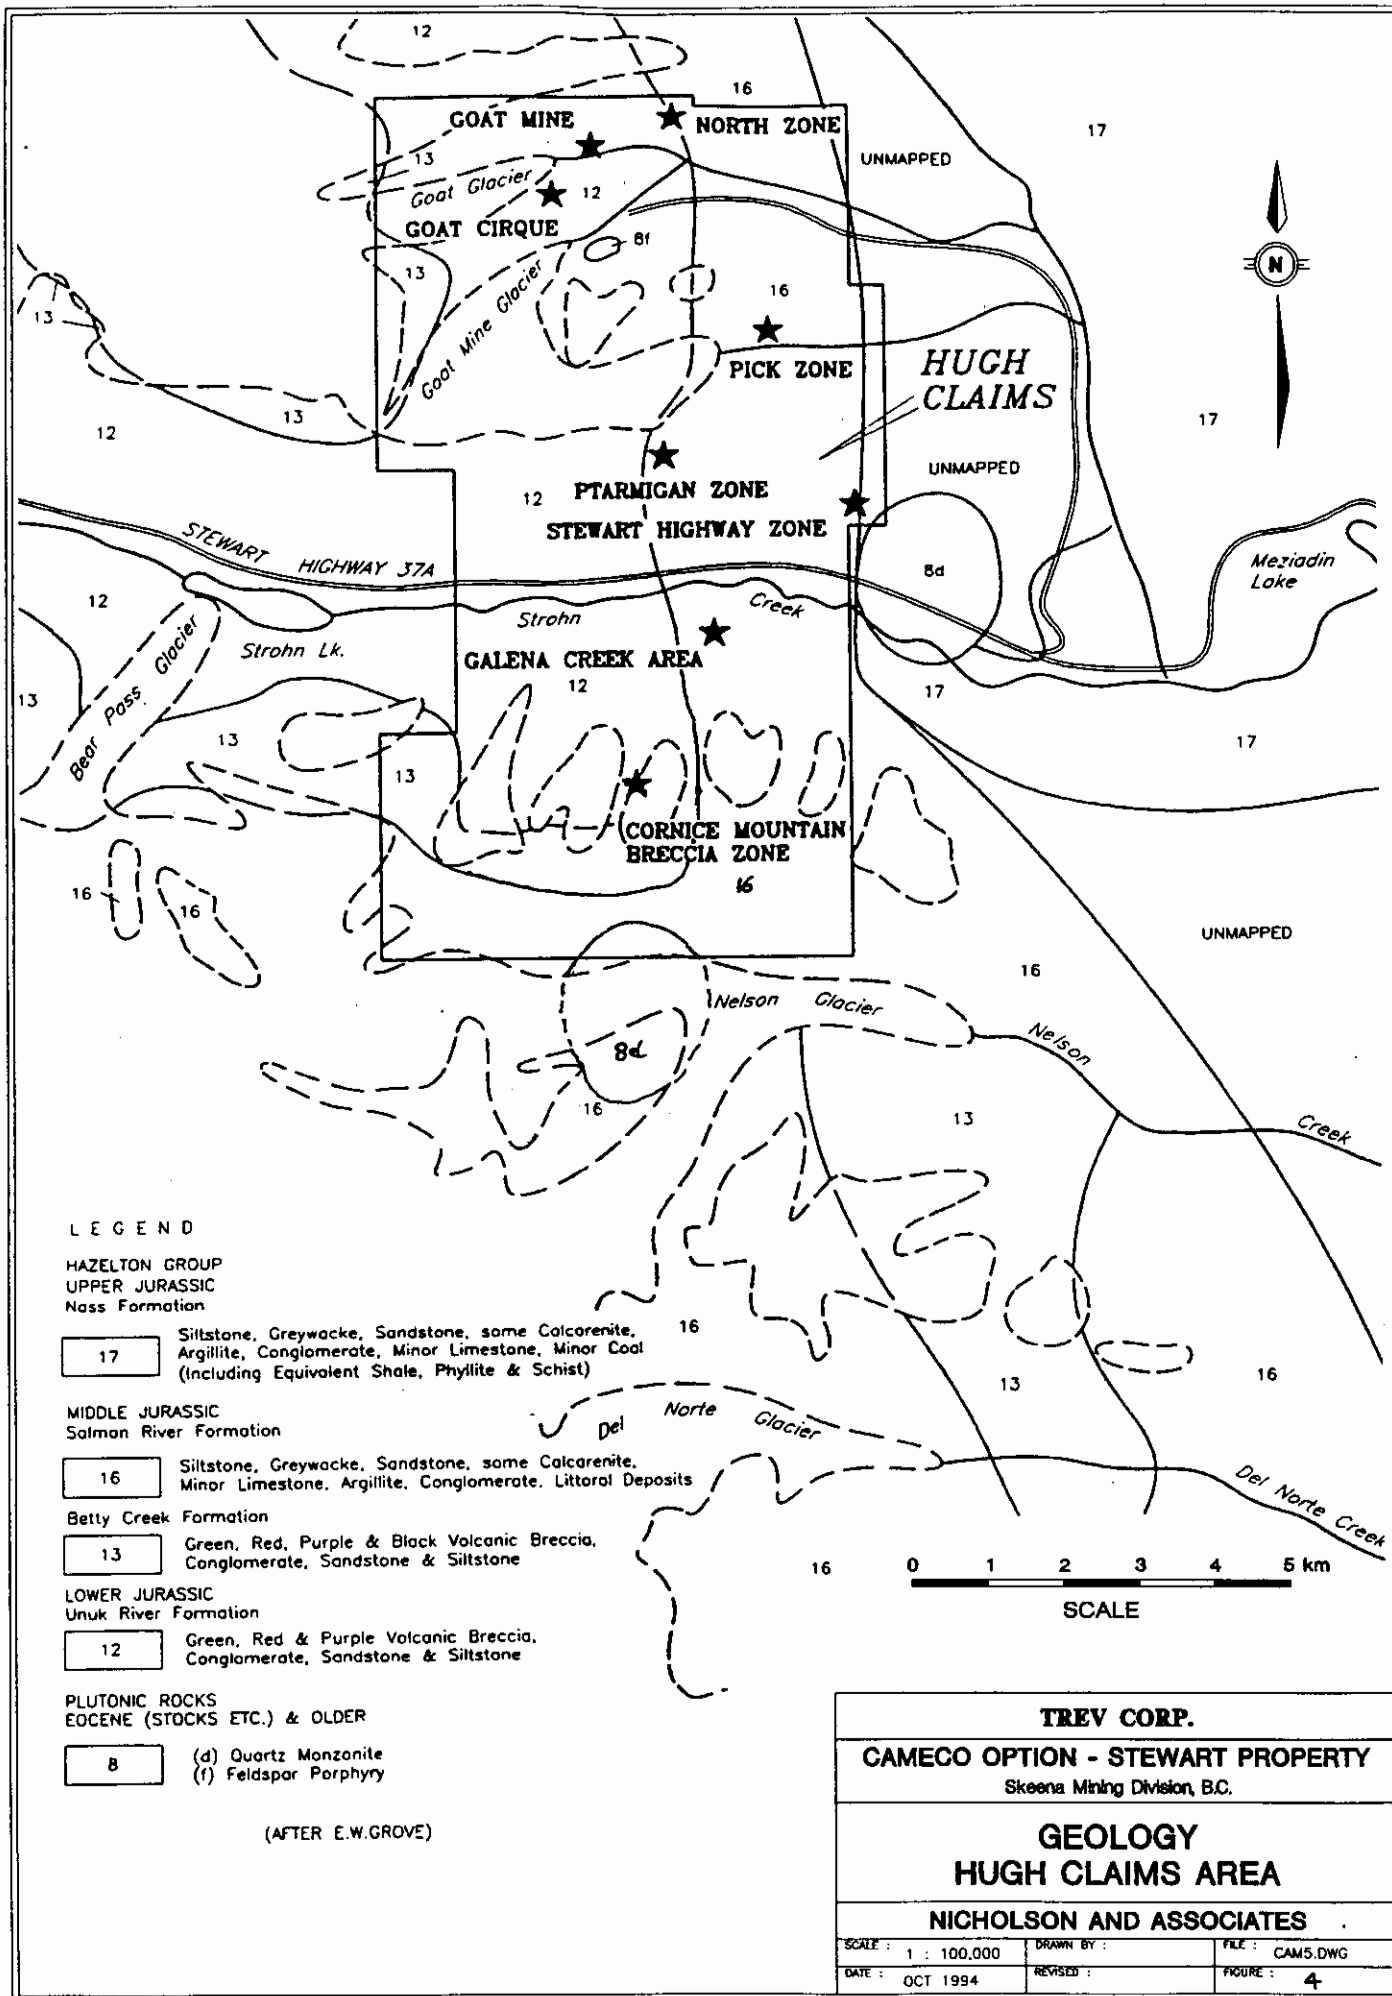 12
16
17
GOAT MINE
NORTH ZONE
UNMAPPED
13
Goat Glacier
12
GOAT CIRQUE
8f
13
N
Goat Mine Glacier
16
13
PICK ZONE
HUGH
CLAIMS
13
12
17
UNMAPPED
PTARMIGAN ZONE
12
STEWART HIGHWAY ZONE
STEWART HIGHWAY 37A
8d
Meziadin
Lake
12
Strohn Creek
Bear Pass Glacier
Strohn Lk.
GALENA CREEK AREA
12
13
17
13
17
13
CORNICE MOUNTAIN
BRECCIA ZONE
16
16
16
UNMAPPED
16
Nelson Glacier
Nelson Creek
8d
16
13
16
13
16
Del Norte Glacier
Del Norte Creek
16
0 1 2 3 4 5 km
SCALE
LEGEND
HAZELTON GROUP
UPPER JURASSIC
Nass Formation
17
Siltstone, Greywacke, Sandstone, some Calcarenite,
Argillite, Conglomerate, Minor Limestone, Minor Coal
(Including Equivalent Shale, Phyllite & Schist)
MIDDLE JURASSIC
Salmon River Formation
16
Siltstone, Greywacke, Sandstone, some Calcarenite,
Minor Limestone, Argillite, Conglomerate. Littoral Deposits
Betty Creek Formation
13
Green, Red, Purple & Black Volcanic Breccia,
Conglomerate, Sandstone & Siltstone
LOWER JURASSIC
Unuk River Formation
12
Green, Red & Purple Volcanic Breccia,
Conglomerate, Sandstone & Siltstone
PLUTONIC ROCKS
EOCENE (STOCKS ETC.) & OLDER
8
(d) Quartz Monzonite
(f) Feldspar Porphyry
(AFTER E.W.GROVE)
TREV CORP.
CAMECO OPTION - STEWART PROPERTY
Skeena Mining Division, B.C.
GEOLOGY
HUGH CLAIMS AREA
NICHOLSON AND ASSOCIATES
SCALE : 1 : 100,000 DRAWN BY : FILE : CAM5.DWG
DATE : OCT 1994 REVISED : FIGURE : 4